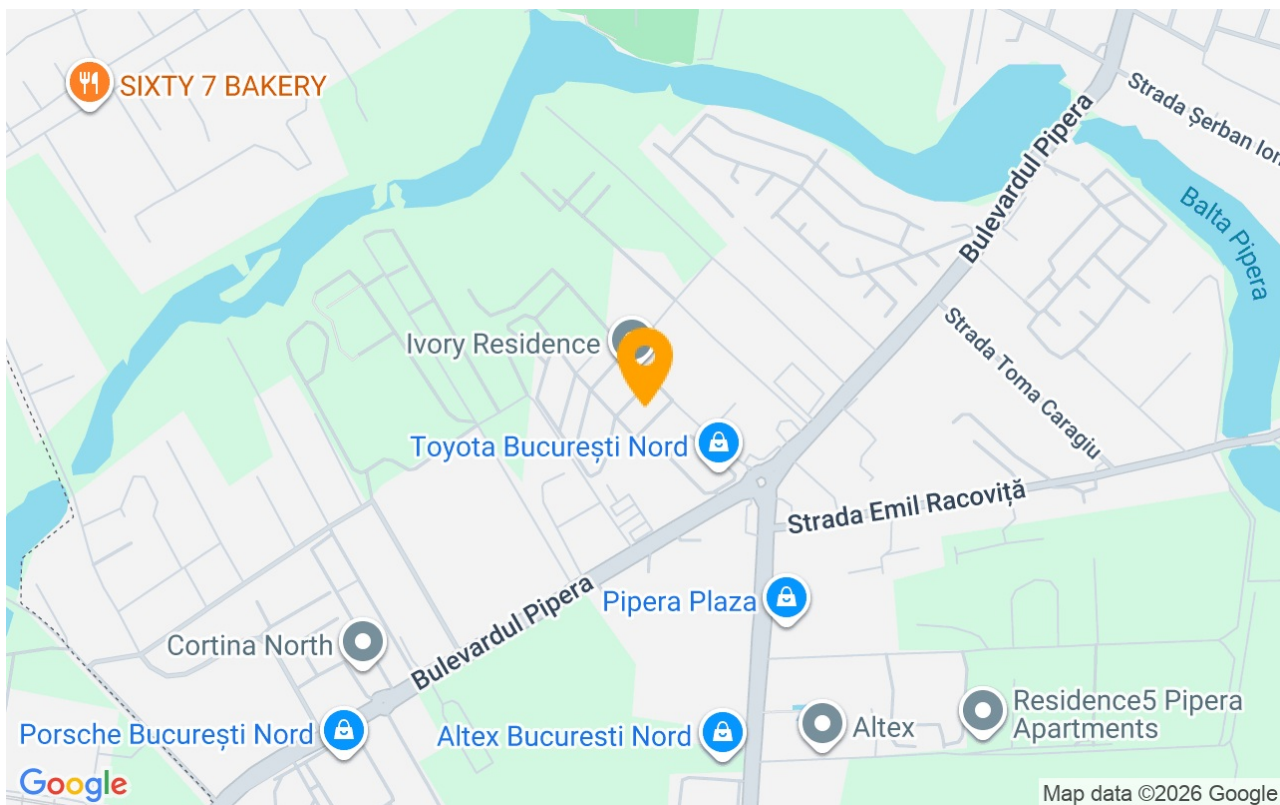 SIXTY 7 BAKERY
Strada Șerban Ion
Bulevardul Pipera
Balta Pipera
Ivory Residence
Strada Toma Caragiu
Toyota București Nord
Strada Emil Racoviță
Pipera Plaza
Bulevardul Pipera
Cortina North
Residence5 Pipera
Apartments
Porsche București Nord
Altex Bucuresti Nord
Altex
Google
Map data ©2026 Google